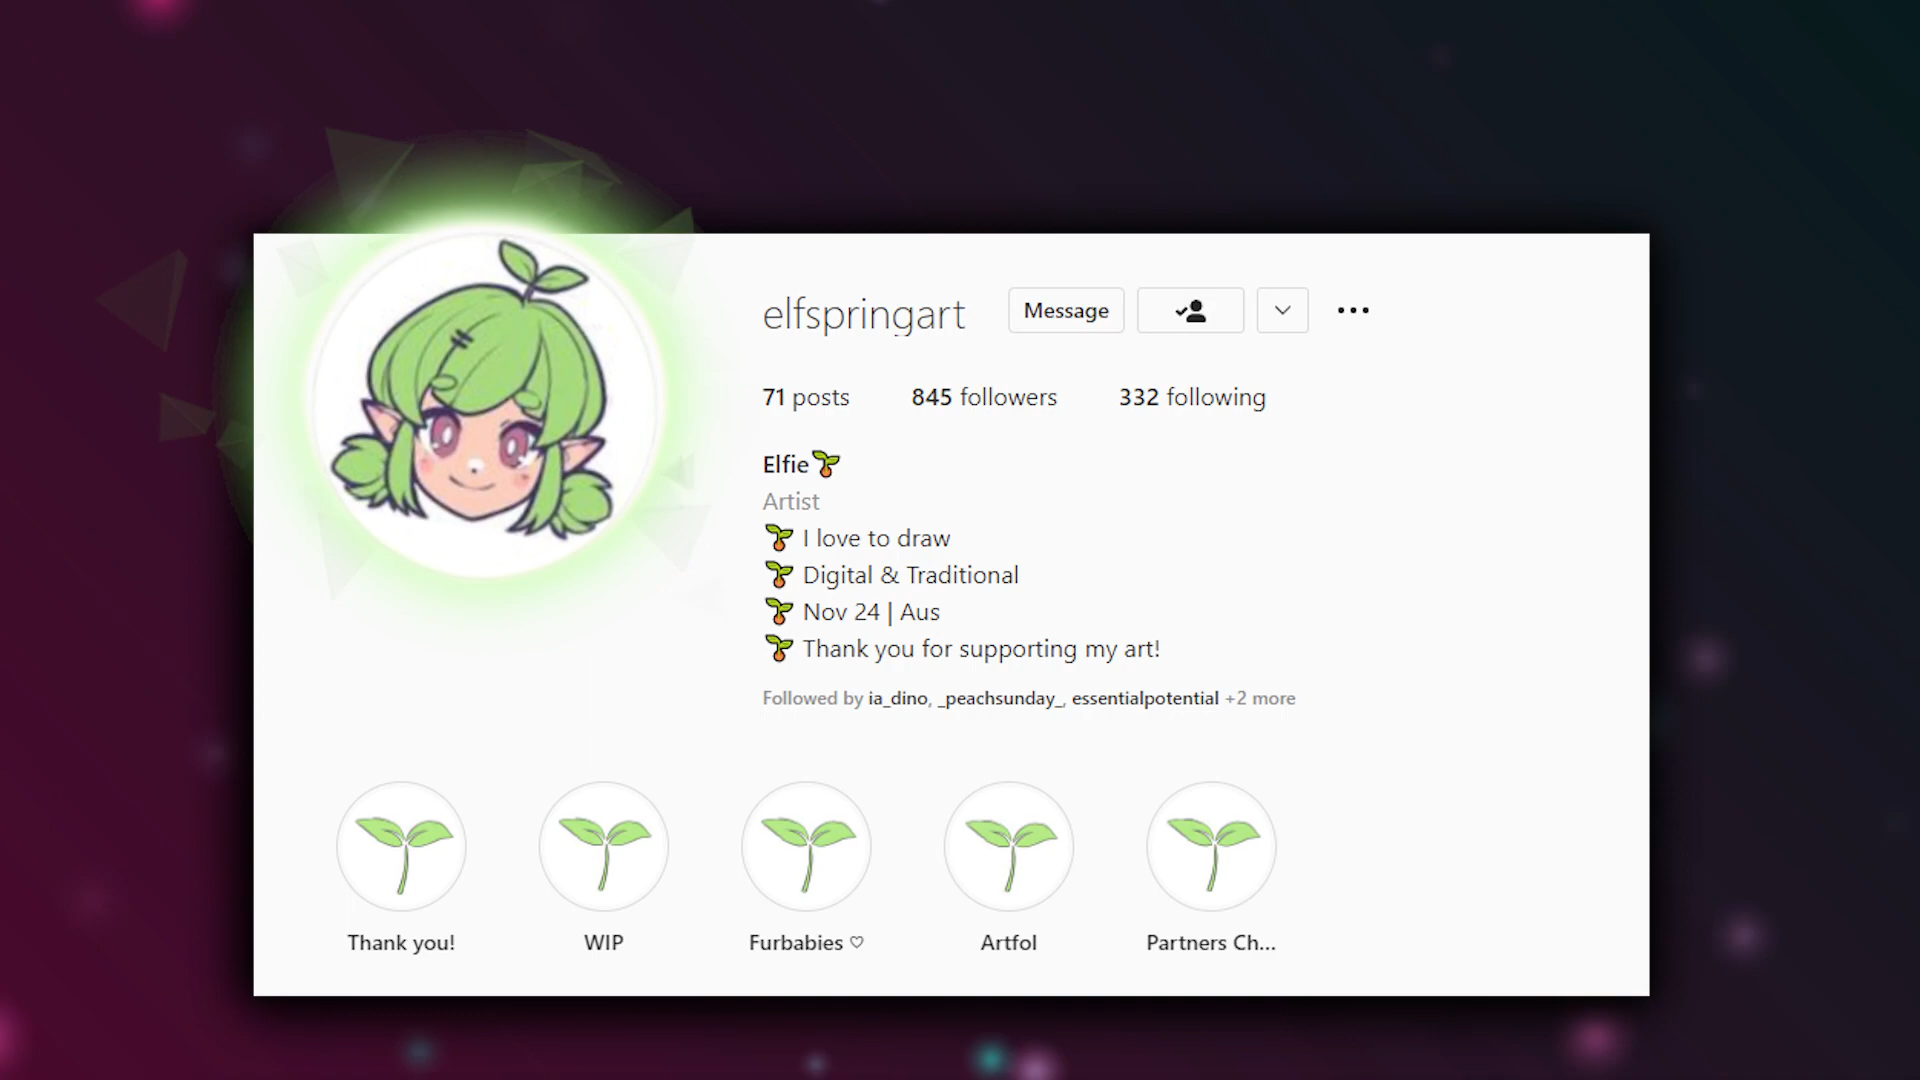 elfspringart Message
71 posts 845 followers 332 following
Elfie
Artist
I love to draw
Digital & Traditional
Nov 24 | Aus
Thank you for supporting my art!
Followed by ia_dino, _peachsunday_, essentialpotential +2 more
Thank you! WIP Furbabies ♡ Artfol Partners Ch...